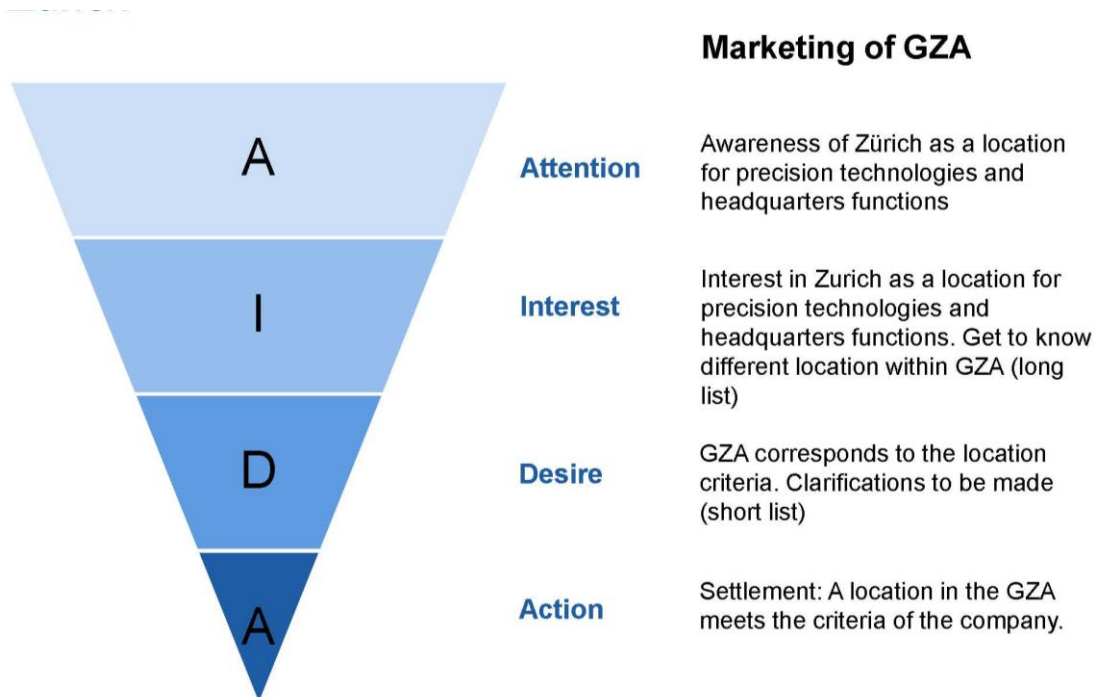 Marketing of GZA
A
Attention
Awareness of Zürich as a location
for precision technologies and
headquarters functions
I
Interest
Interest in Zurich as a location for
precision technologies and
headquarters functions. Get to know
different location within GZA (long
list)
D
Desire
GZA corresponds to the location
criteria. Clarifications to be made
(short list)
A
Action
Settlement: A location in the GZA
meets the criteria of the company.